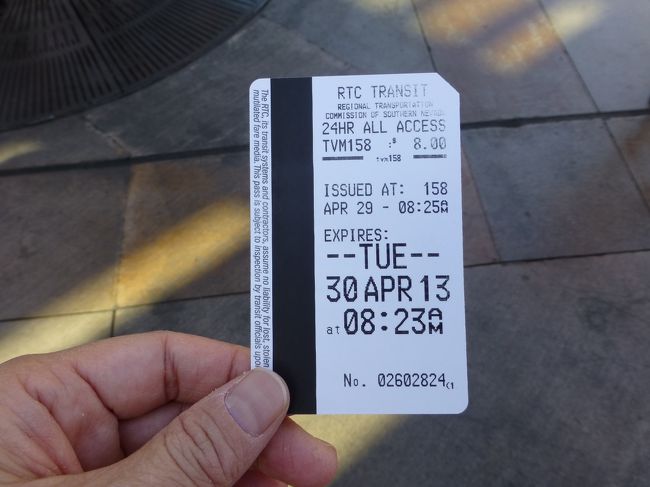 RTC TRANSIT
REGIONAL TRANSPORTATION
COMMISSION OF SOUTHERN NEVADA
24HR ALL ACCESS
TVM158 :$ 8.00
tvm158
ISSUED AT: 158
APR 29 - 08:25AM
EXPIRES:
--TUE--
30 APR 13
at 08:23AM
No. 02602824
The RTC, its transit systems and contractors, assume no liability for lost, stolen
mutilated fare media. This pass is subject to inspection by transit officials upon